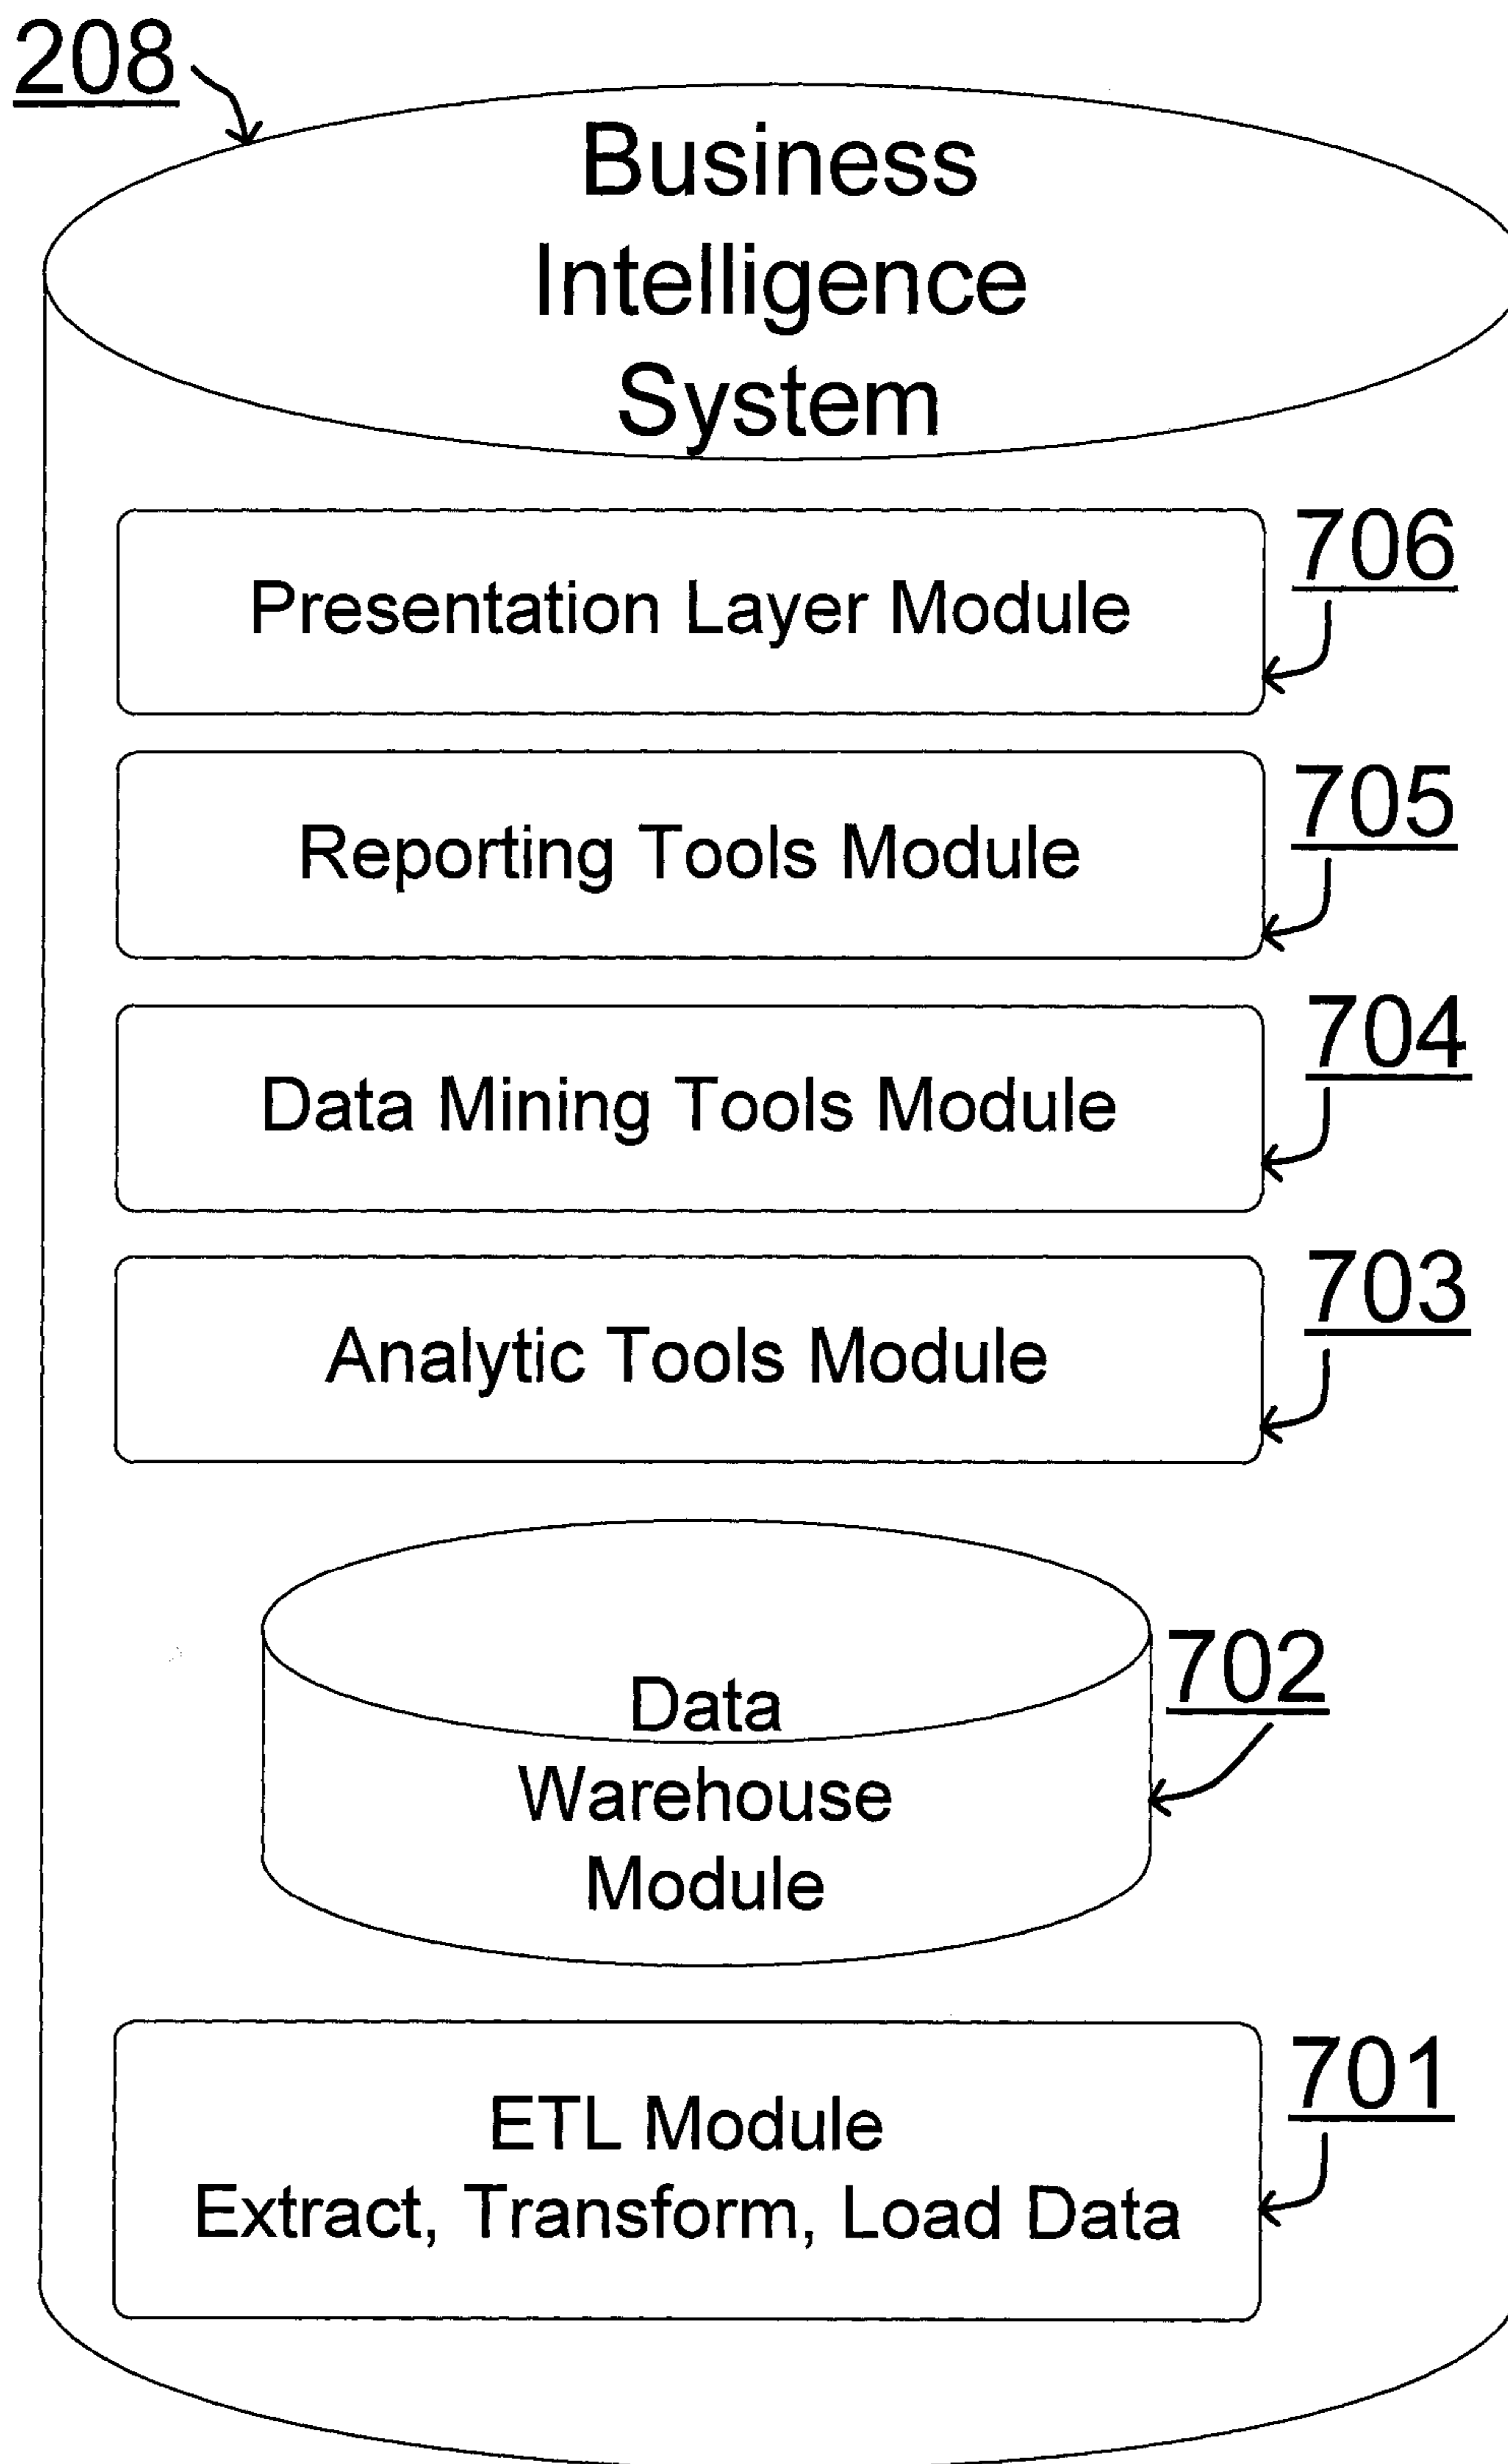 208
Business
Intelligence
System
Presentation Layer Module
706
Reporting Tools Module
705
Data Mining Tools Module
704
Analytic Tools Module
703
Data
Warehouse
Module
702
ETL Module
Extract, Transform, Load Data
701